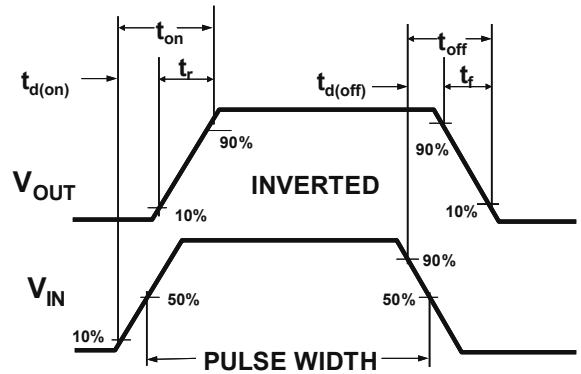 t_on
t_off
t_d(on)
t_r
t_d(off)
t_f
90%
90%
V_OUT
INVERTED
10%
10%
90%
V_IN
50%
50%
10%
PULSE WIDTH